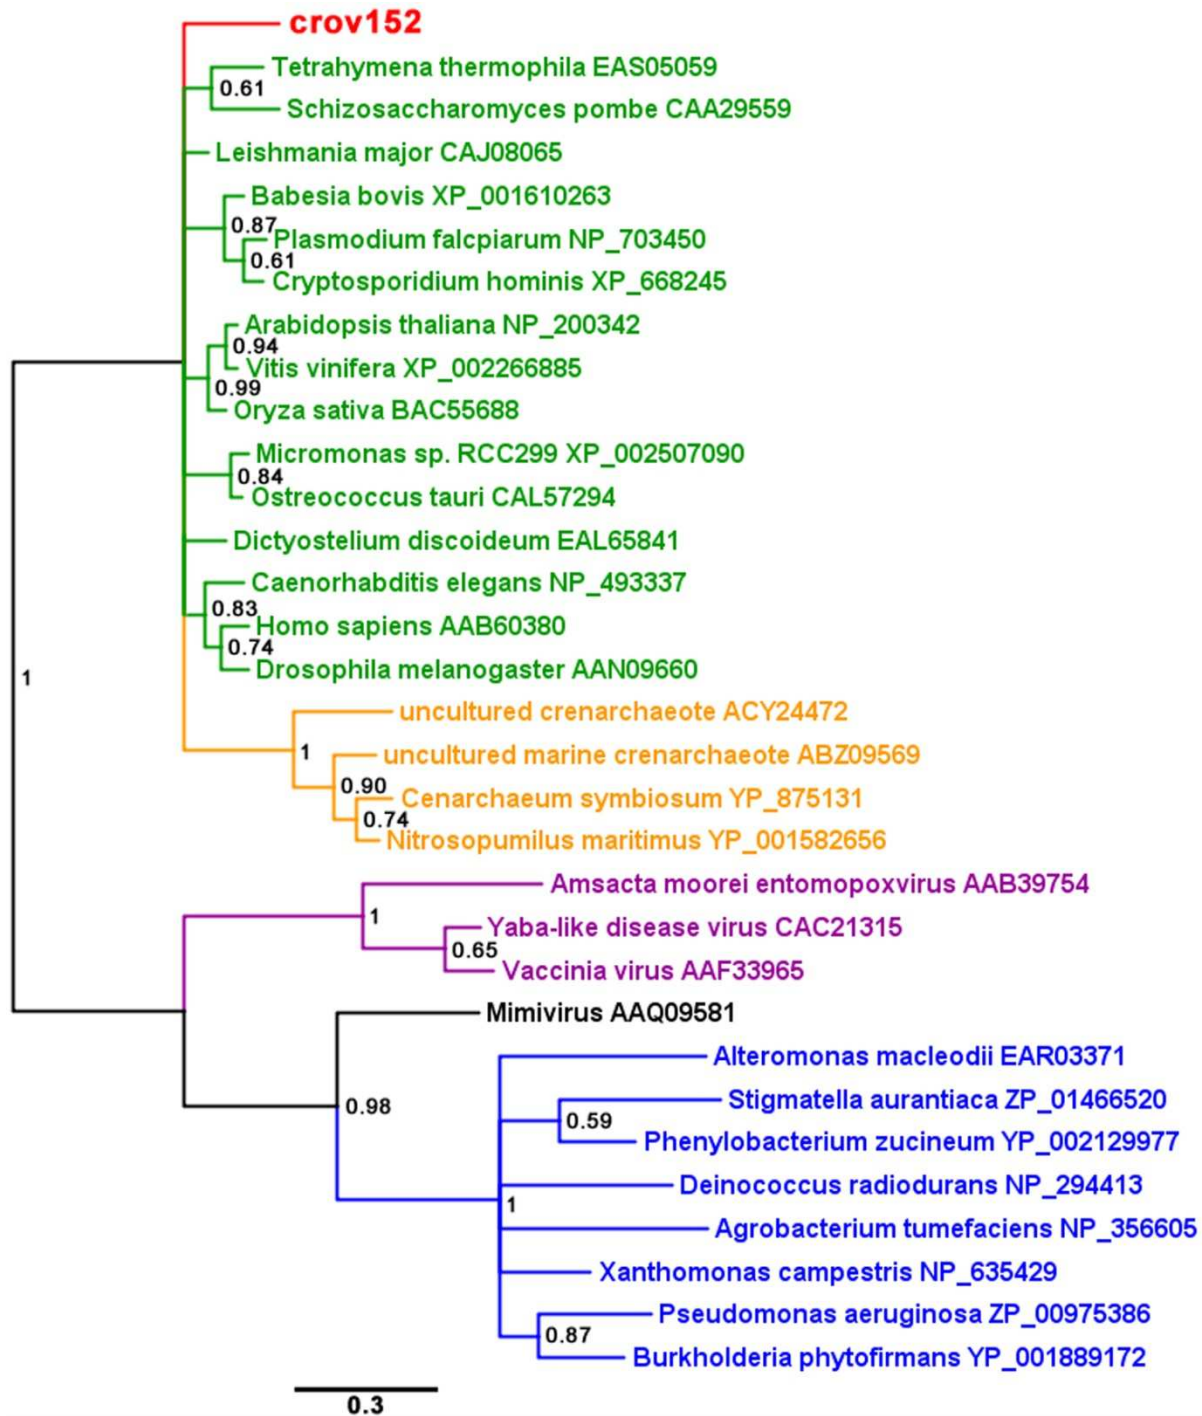 crov152
Tetrahymena thermophila EAS05059
0.61
Schizosaccharomyces pombe CAA29559
Leishmania major CAJ08065
Babesia bovis XP_001610263
0.87
Plasmodium falcpiarum NP_703450
0.61
Cryptosporidium hominis XP_668245
Arabidopsis thaliana NP_200342
0.94
Vitis vinifera XP_002266885
0.99
Oryza sativa BAC55688
Micromonas sp. RCC299 XP_002507090
0.84
Ostreococcus tauri CAL57294
Dictyostelium discoideum EAL65841
Caenorhabditis elegans NP_493337
0.83
Homo sapiens AAB60380
0.74
Drosophila melanogaster AAN09660
1
uncultured crenarchaeote ACY24472
1
uncultured marine crenarchaeote ABZ09569
0.90
Cenarchaeum symbiosum YP_875131
0.74
Nitrosopumilus maritimus YP_001582656
Amsacta moorei entomopoxvirus AAB39754
1
Yaba-like disease virus CAC21315
0.65
Vaccinia virus AAF33965
Mimivirus AAQ09581
Alteromonas macleodii EAR03371
0.98
Stigmatella aurantiaca ZP_01466520
0.59
Phenylobacterium zucineum YP_002129977
Deinococcus radiodurans NP_294413
1
Agrobacterium tumefaciens NP_356605
Xanthomonas campestris NP_635429
Pseudomonas aeruginosa ZP_00975386
0.87
Burkholderia phytofirmans YP_001889172
0.3